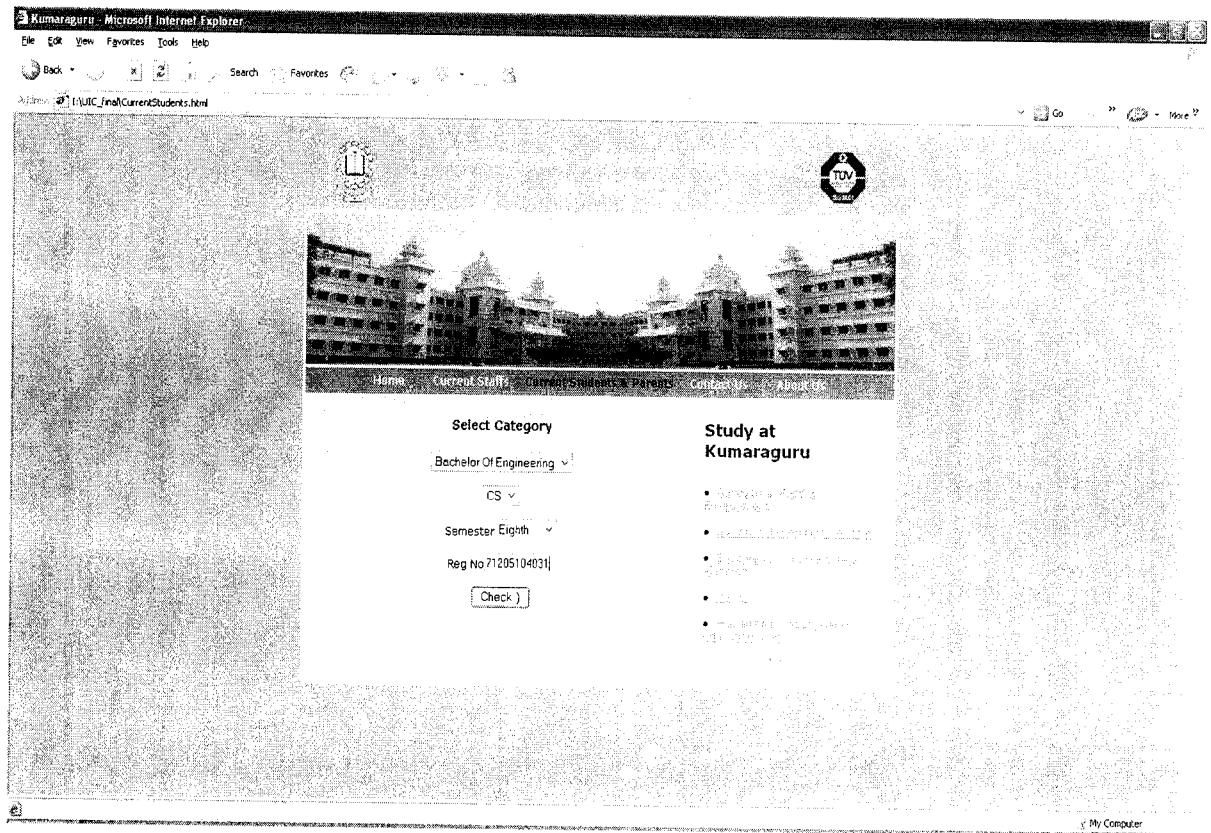 Kumaraguru - Microsoft Internet Explorer
File Edit View Favorites Tools Help
Back Search Favorites
Address I:\UIC_final\CurrentStudents.html Go » More »
TUV
Home Current Staffs Current Students & Parents Contact Us About Us
Select Category
Bachelor Of Engineering
CS
Semester Eighth
Reg No 71205104031
Check )
Study at
Kumaraguru
My Computer